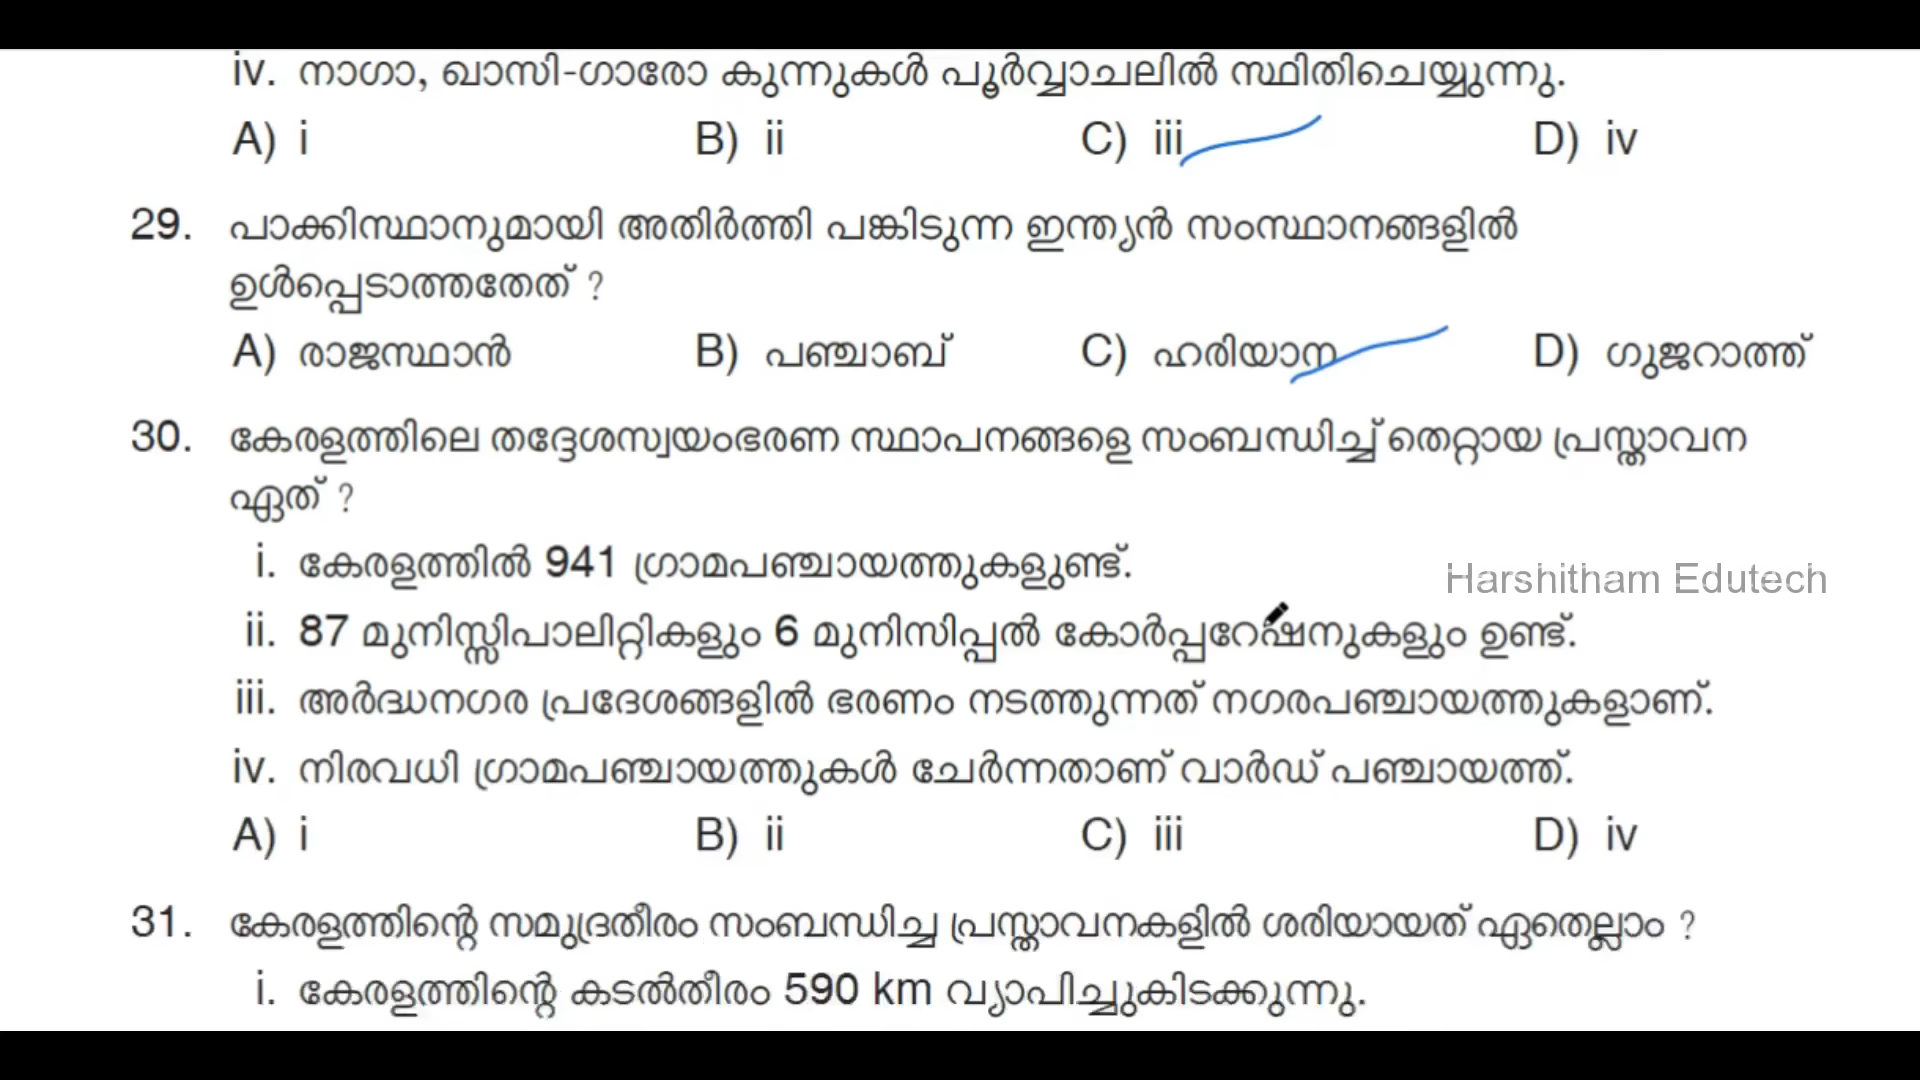 iv. നാഗാ, ഖാസി-ഗാരോ കുന്നുകൾ പൂർവ്വാചലിൽ സ്ഥിതിചെയ്യുന്നു.
A) i B) ii C) iii D) iv
29. പാക്കിസ്ഥാനുമായി അതിർത്തി പങ്കിടുന്ന ഇന്ത്യൻ സംസ്ഥാനങ്ങളിൽ
ഉൾപ്പെടാത്തതേത് ?
A) രാജസ്ഥാൻ B) പഞ്ചാബ് C) ഹരിയാന D) ഗുജറാത്ത്
30. കേരളത്തിലെ തദ്ദേശസ്വയംഭരണ സ്ഥാപനങ്ങളെ സംബന്ധിച്ച് തെറ്റായ പ്രസ്താവന
ഏത് ?
i. കേരളത്തിൽ 941 ഗ്രാമപഞ്ചായത്തുകളുണ്ട്.
Harshitham Edutech
ii. 87 മുനിസ്സിപാലിറ്റികളും 6 മുനിസിപ്പൽ കോർപ്പറേഷനുകളും ഉണ്ട്.
iii. അർദ്ധനഗര പ്രദേശങ്ങളിൽ ഭരണം നടത്തുന്നത് നഗരപഞ്ചായത്തുകളാണ്.
iv. നിരവധി ഗ്രാമപഞ്ചായത്തുകൾ ചേർന്നതാണ് വാർഡ് പഞ്ചായത്ത്.
A) i B) ii C) iii D) iv
31. കേരളത്തിന്റെ സമുദ്രതീരം സംബന്ധിച്ച പ്രസ്താവനകളിൽ ശരിയായത് ഏതെല്ലാം ?
i. കേരളത്തിന്റെ കടൽതീരം 590 km വ്യാപിച്ചുകിടക്കുന്നു.